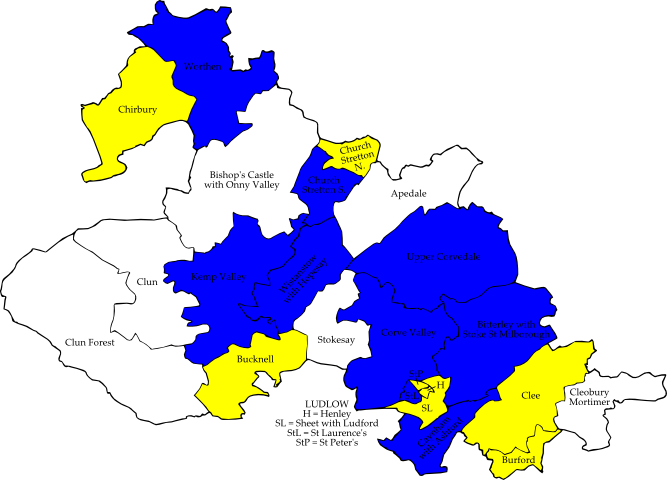 Worthen
Chirbury
Church
Stretton
N.
Bishop's Castle
with Onny Valley
Church
Stretton S.
Apedale
Upper Corvedale
Wistanstow
with Hopesay
Kemp Valley
Clun
Clun Forest
Stokesay
Corve Valley
Bitterley with
Stoke St Milborough
Bucknell
StP
H
StL
SL
Clee
Cleobury
Mortimer
LUDLOW
H = Henley
SL = Sheet with Ludford
StL = St Laurence's
StP = St Peter's
Caynham
with Ashford
Burford